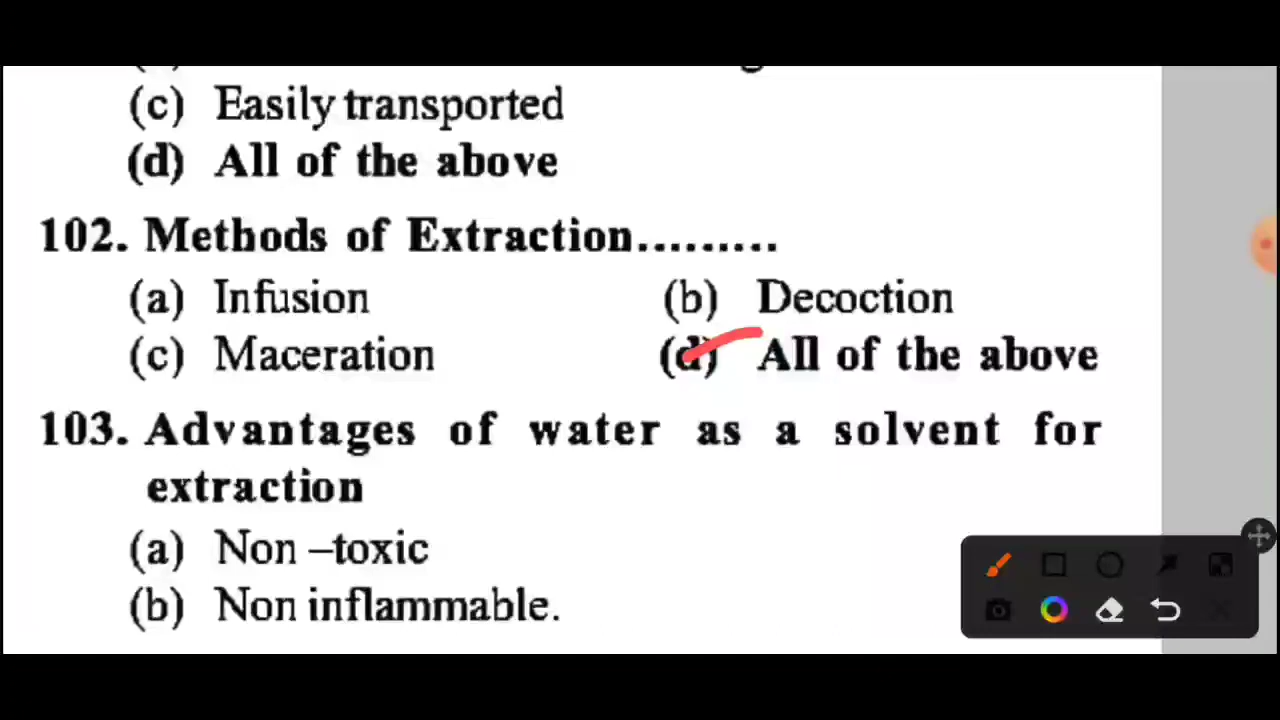 (c) Easily transported
(d) All of the above
102. Methods of Extraction.........
(a) Infusion (b) Decoction
(c) Maceration (d) All of the above
103. Advantages of water as a solvent for
extraction
(a) Non –toxic
(b) Non inflammable.